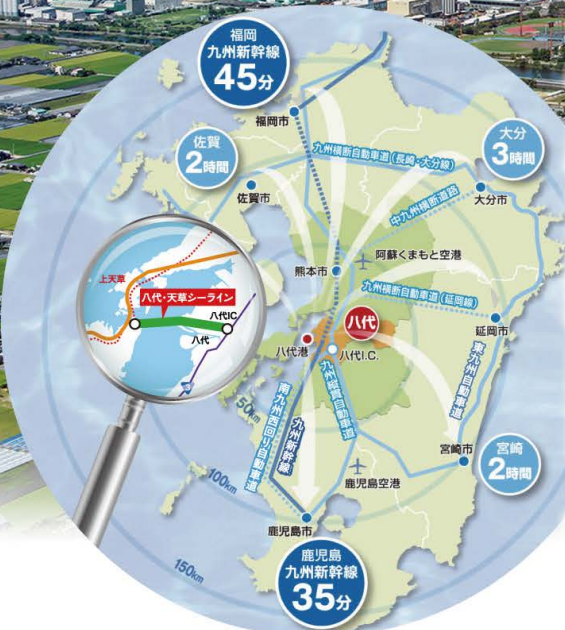 福岡
九州新幹線
45分
福岡市
佐賀
2時間
九州横断自動車道(長崎・大分線)
大分
3時間
佐賀市
大分市
中九州横断道路
阿蘇くまもと空港
熊本市
上天草
八代・天草シーライン
八代IC
八代
3
九州横断自動車道(延岡線)
八代
延岡市
八代港
八代I.C.
東九州自動車道
九州縦貫自動車道
九州新幹線
南九州西回り自動車道
50km
100km
150km
宮崎市
宮崎
2時間
鹿児島空港
鹿児島市
鹿児島
九州新幹線
35分